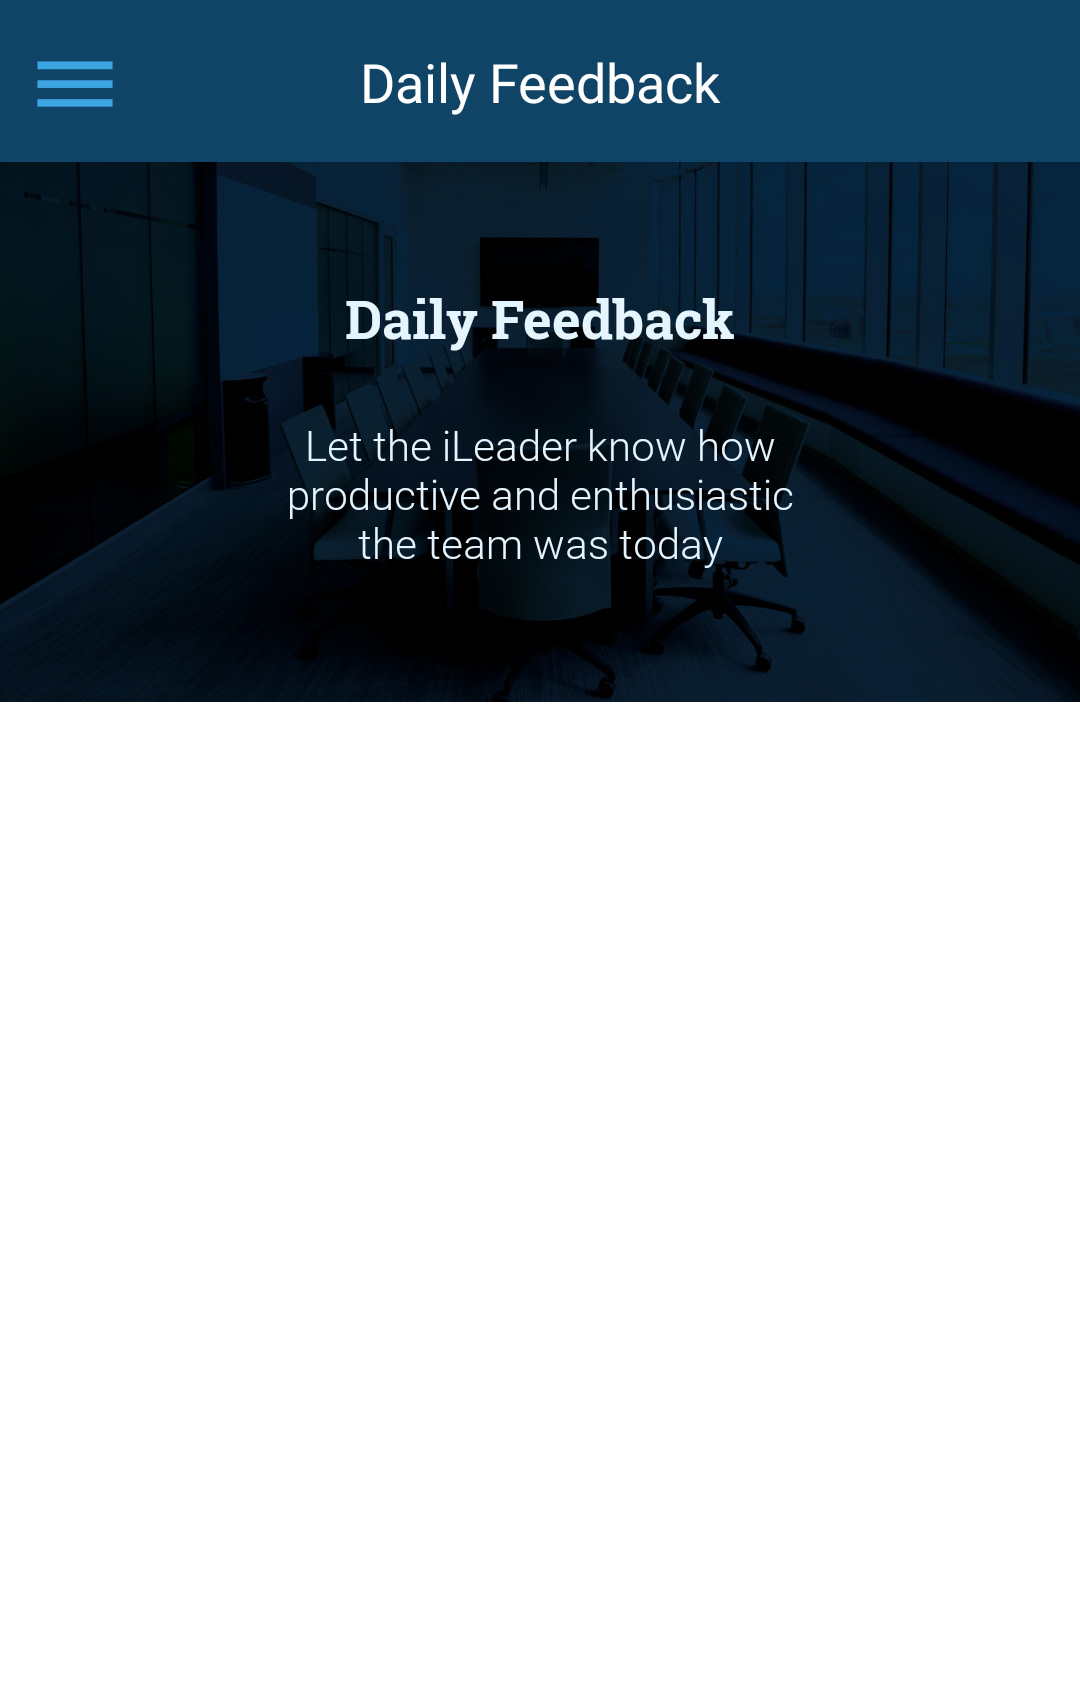 Daily Feedback
Daily Feedback
Let the iLeader know how
productive and enthusiastic
the team was today